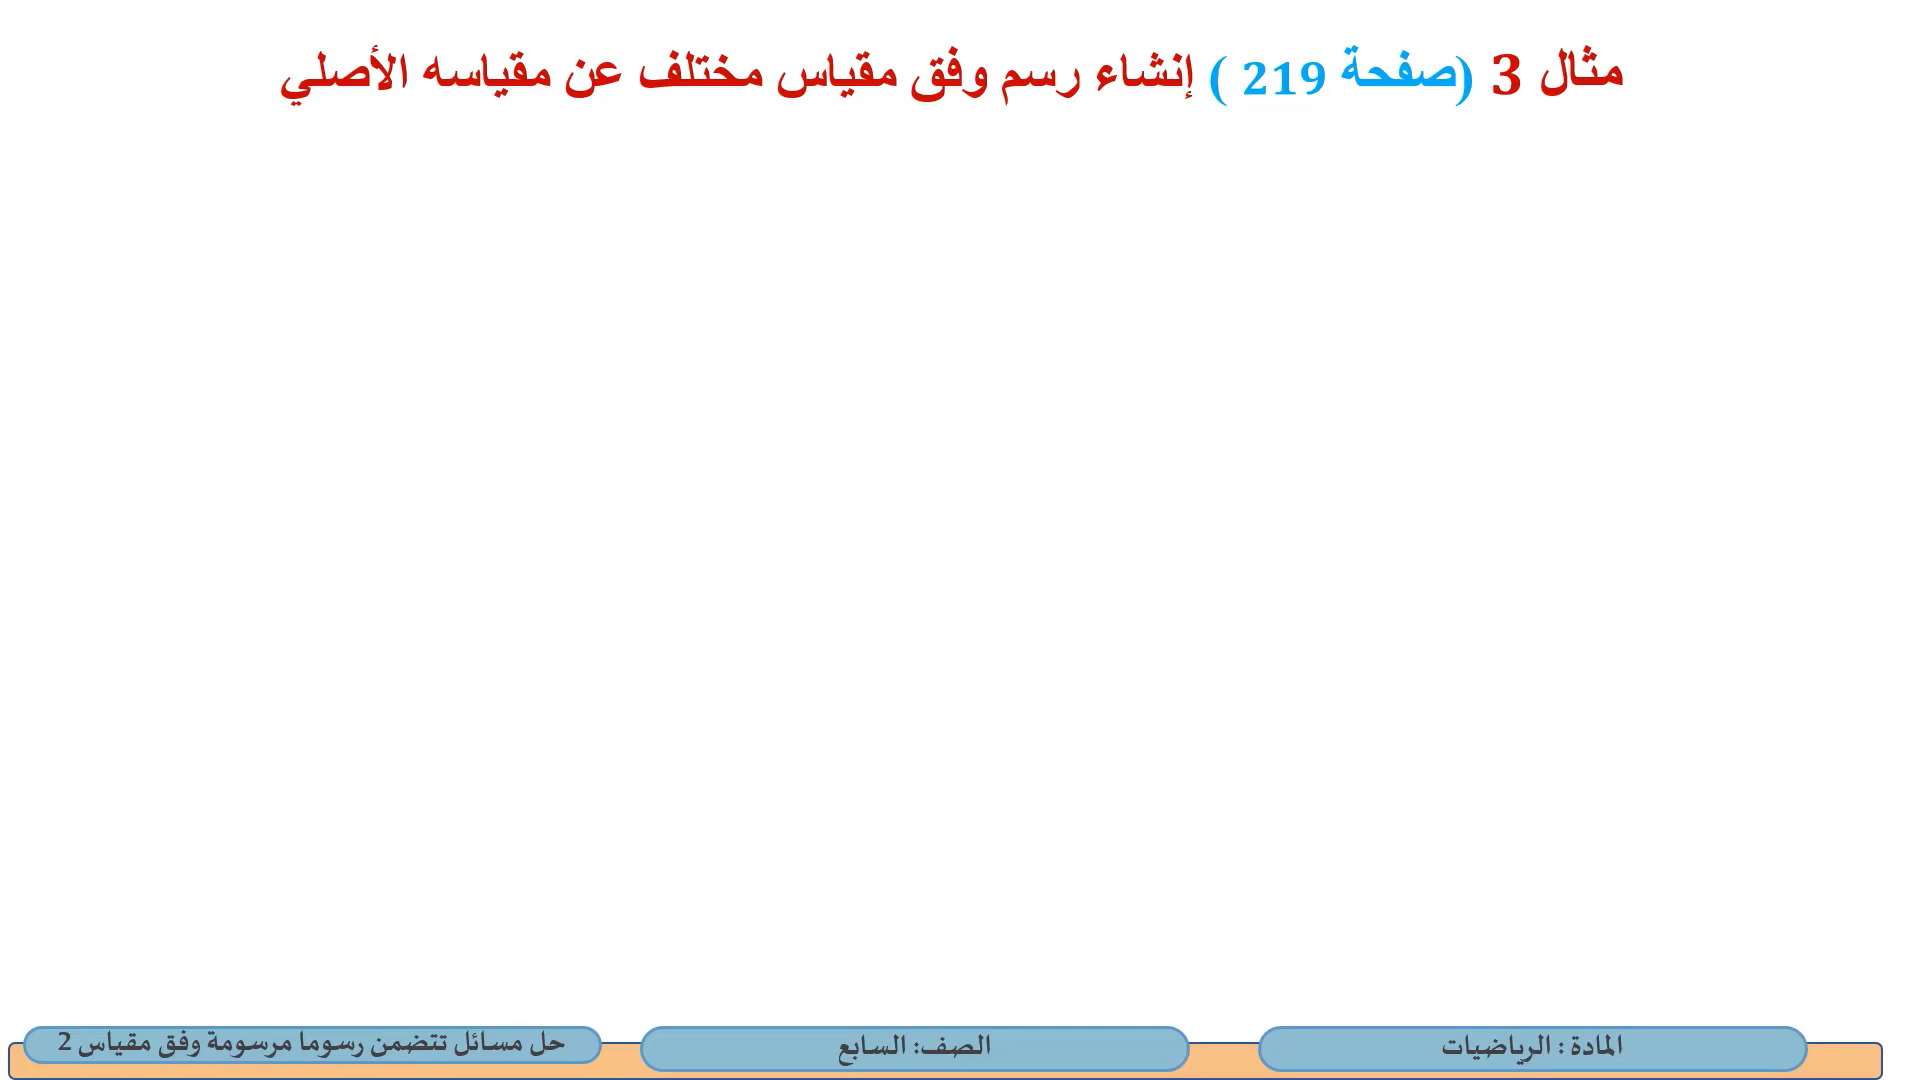 مثال 3 (صفحة 219 ) إنشاء رسم وفق مقياس مختلف عن مقياسه الأصلي
المادة : الرياضيات
الصف: السابع
حل مسائل تتضمن رسوما مرسومة وفق مقياس 2